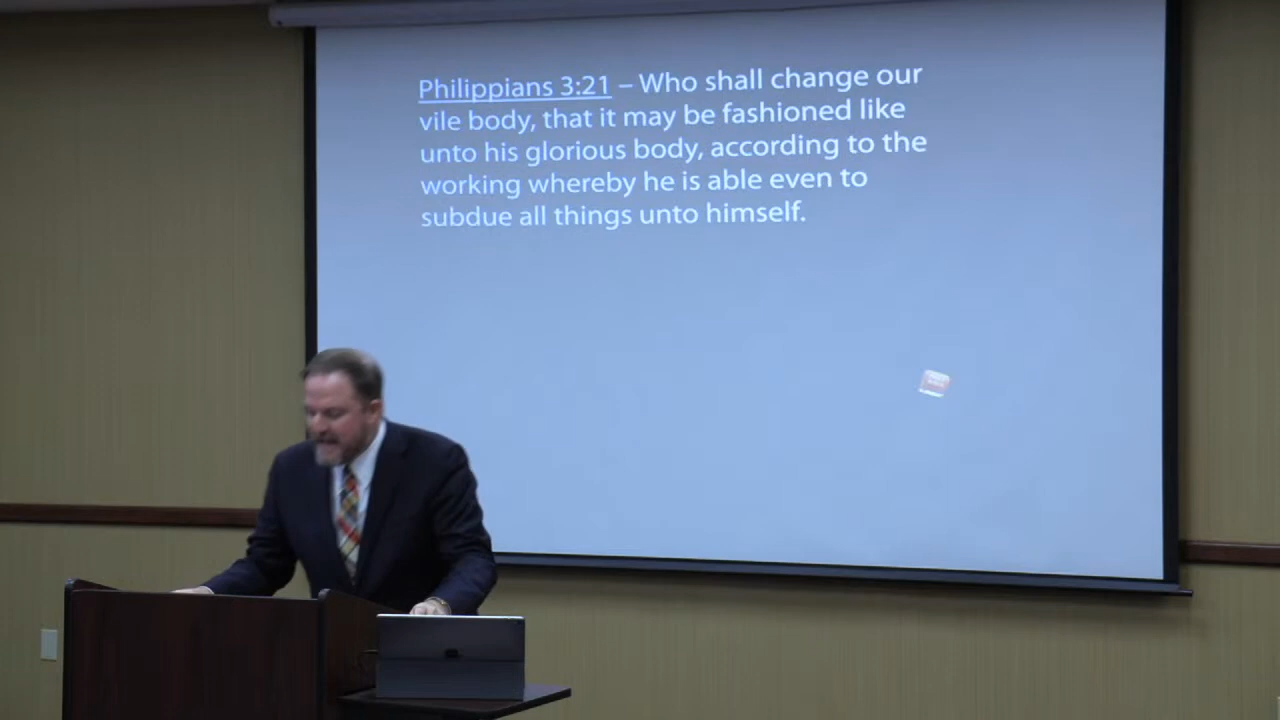 Philippians 3:21 – Who shall change our
vile body, that it may be fashioned like
unto his glorious body, according to the
working whereby he is able even to
subdue all things unto himself.